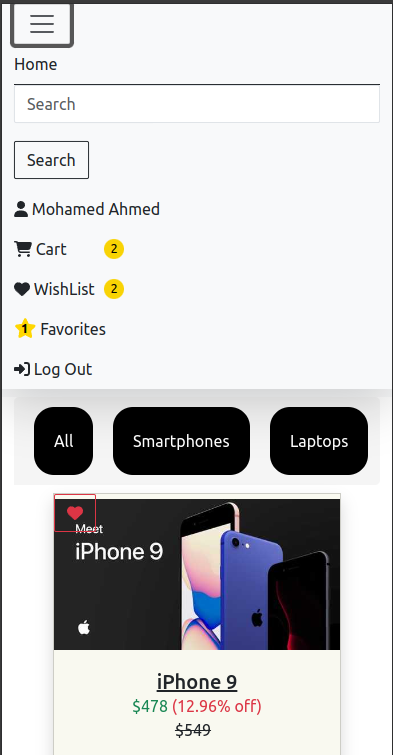 Home
Search
Search
Mohamed Ahmed
Cart 2
WishList 2
1 Favorites
Log Out
All Smartphones Laptops
Meet
iPhone 9
iPhone 9
$478 (12.96% off)
$549